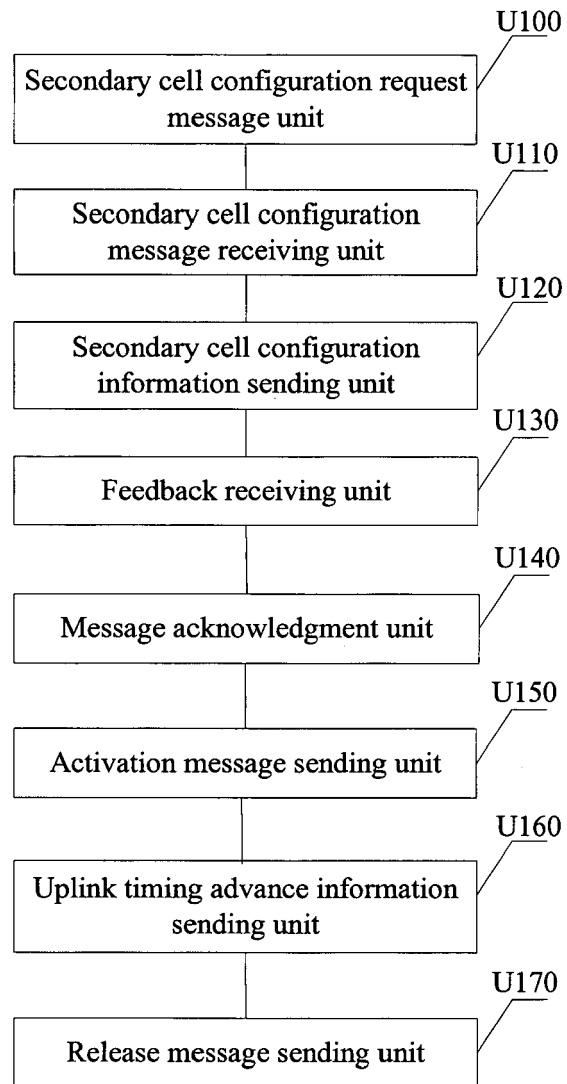 U100
Secondary cell configuration request
message unit
U110
Secondary cell configuration
message receiving unit
U120
Secondary cell configuration
information sending unit
U130
Feedback receiving unit
U140
Message acknowledgment unit
U150
Activation message sending unit
U160
Uplink timing advance information
sending unit
U170
Release message sending unit